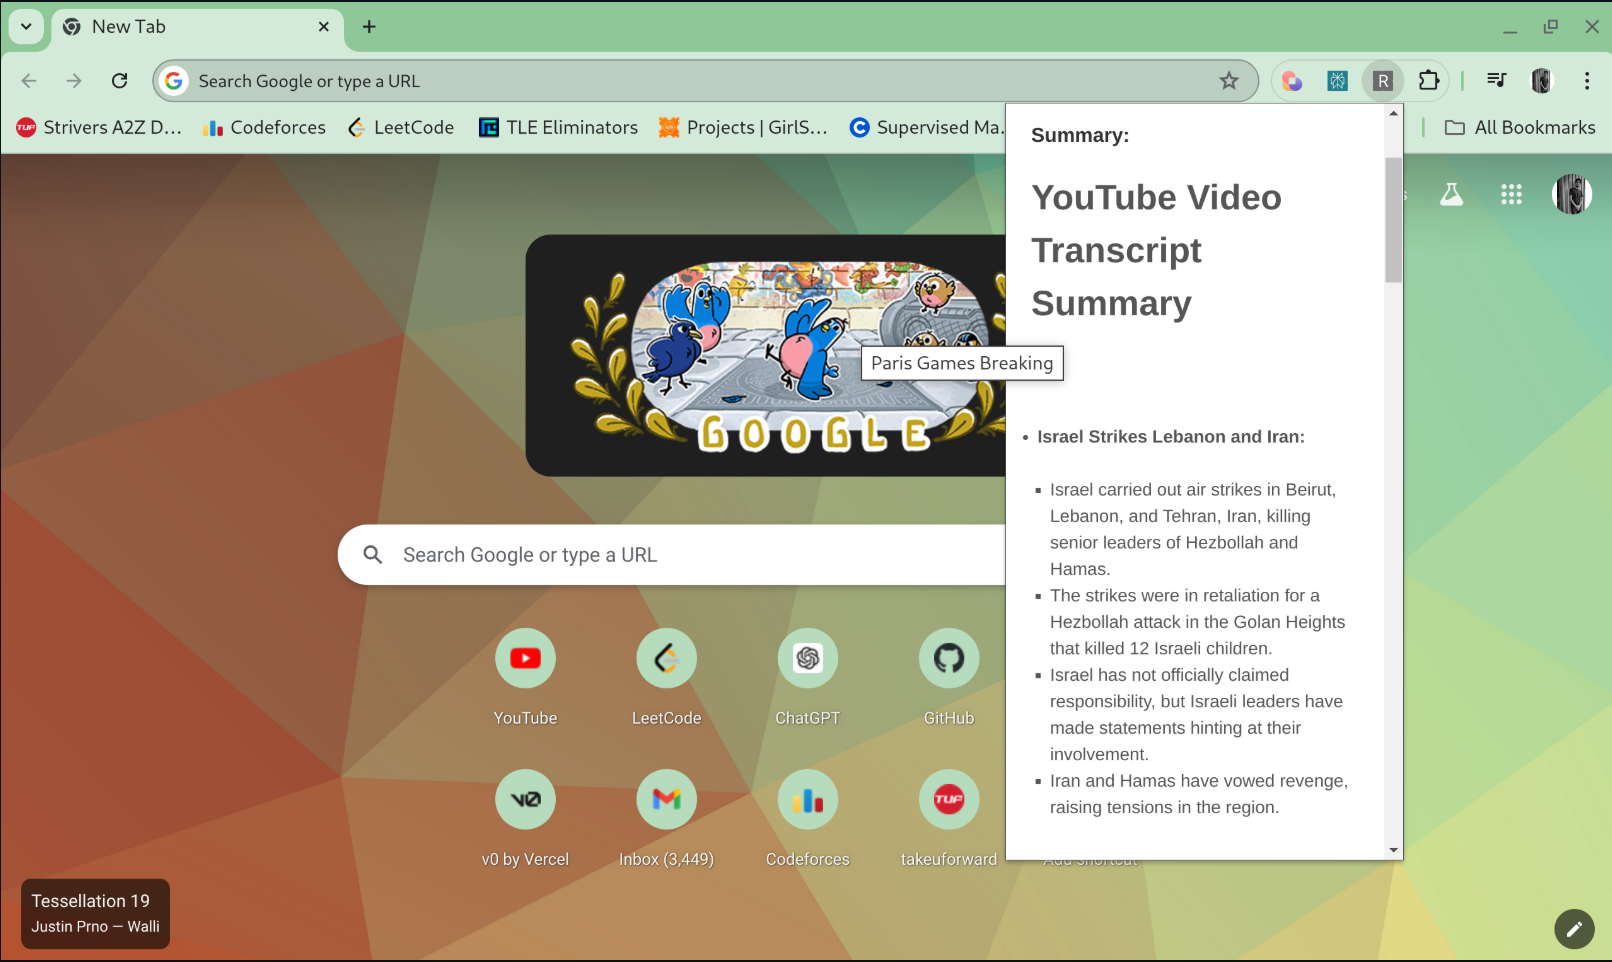 New Tab
Search Google or type a URL
R
Strivers A2Z D...
Codeforces
LeetCode
TLE Eliminators
Projects | GirlS...
Supervised Ma...
All Bookmarks
Summary:
YouTube Video
Transcript
Summary
GOOGLE
Paris Games Breaking
Israel Strikes Lebanon and Iran:
Israel carried out air strikes in Beirut,
Lebanon, and Tehran, Iran, killing
senior leaders of Hezbollah and
Hamas.
The strikes were in retaliation for a
Hezbollah attack in the Golan Heights
that killed 12 Israeli children.
Israel has not officially claimed
responsibility, but Israeli leaders have
made statements hinting at their
involvement.
Iran and Hamas have vowed revenge,
raising tensions in the region.
Search Google or type a URL
YouTube
LeetCode
ChatGPT
GitHub
v0
TUF
v0 by Vercel
Inbox (3,449)
Codeforces
takeuforward
Add shortcut
Tessellation 19
Justin Prno — Walli